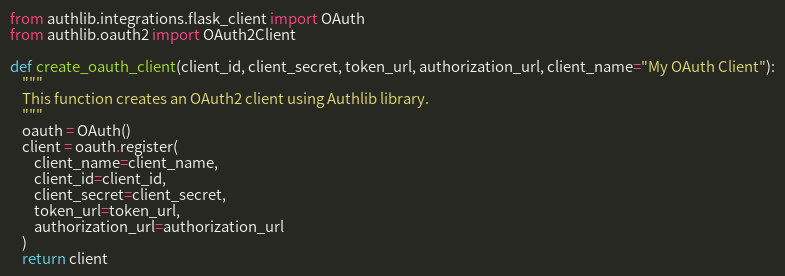 from authlib.integrations.flask_client import OAuth
from authlib.oauth2 import OAuth2Client

def create_oauth_client(client_id, client_secret, token_url, authorization_url, client_name="My OAuth Client"):
    """
    This function creates an OAuth2 client using Authlib library.
    """
    oauth = OAuth()
    client = oauth.register(
        client_name=client_name,
        client_id=client_id,
        client_secret=client_secret,
        token_url=token_url,
        authorization_url=authorization_url
    )
    return client